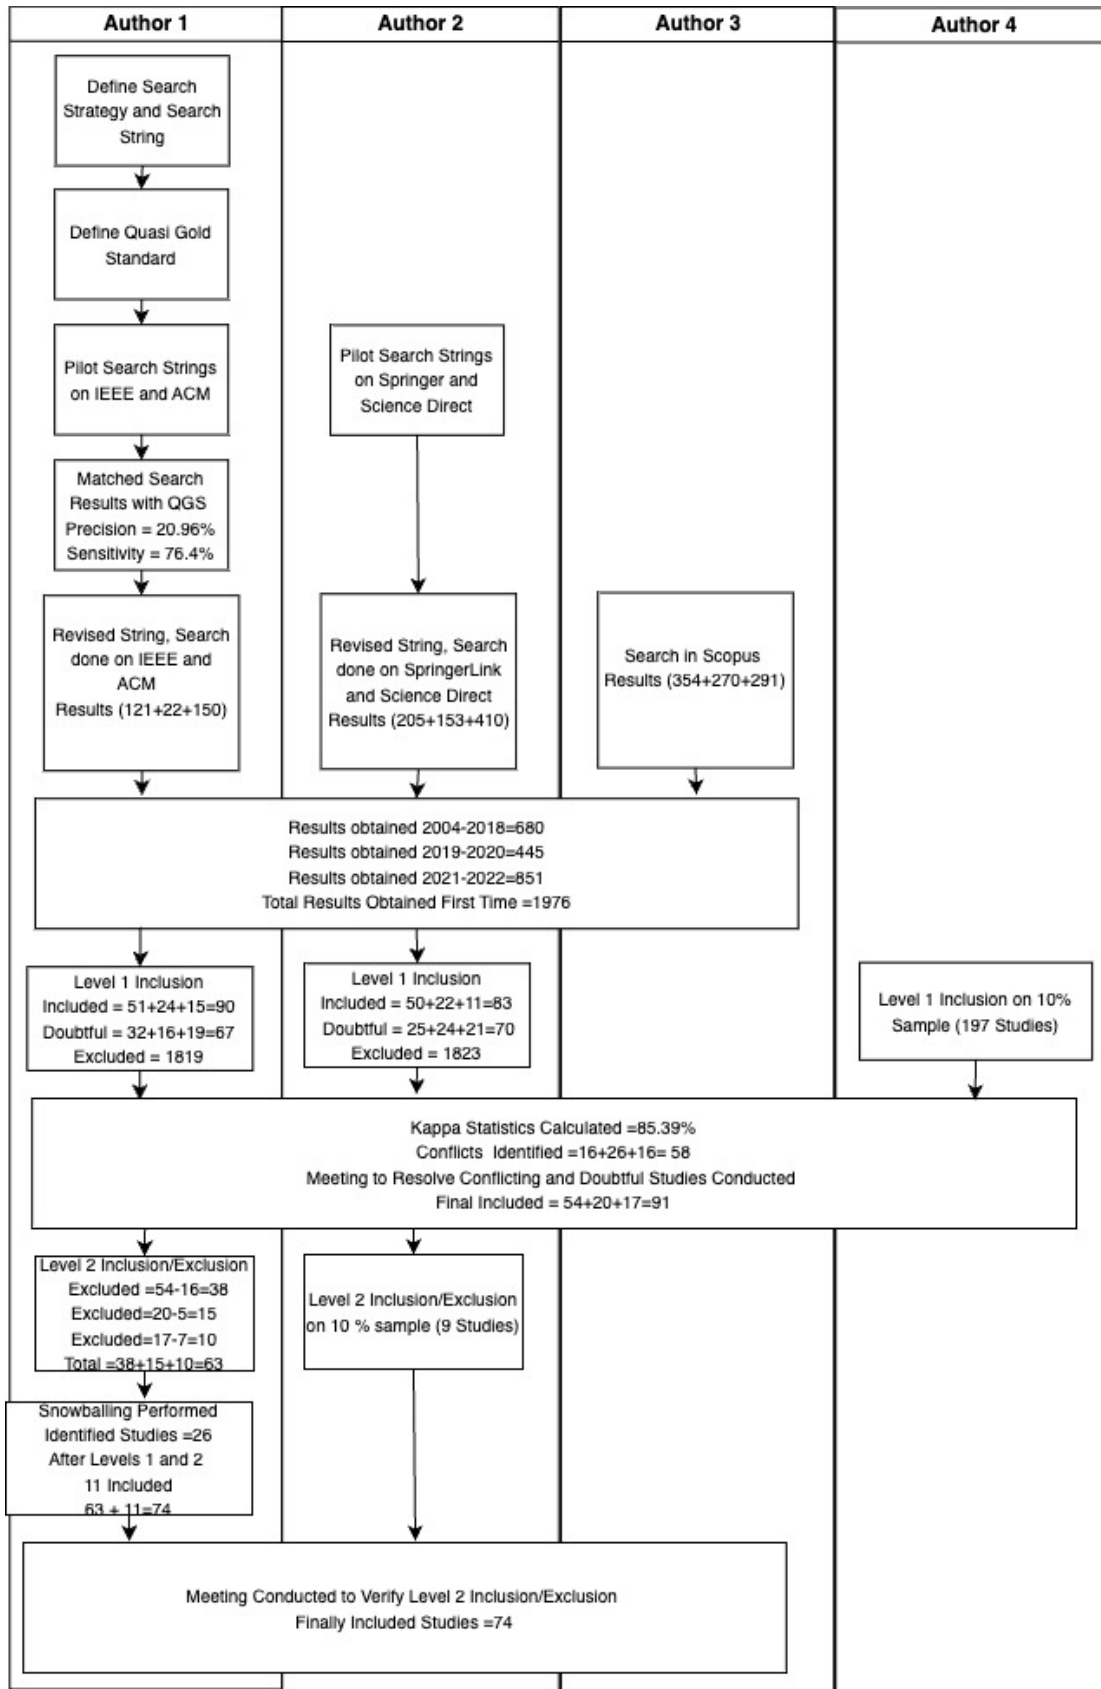 Author 1
Author 2
Author 3
Author 4
Define Search
Strategy and Search
String
Define Quasi Gold
Standard
Pilot Search Strings
on IEEE and ACM
Pilot Search Strings
on Springer and
Science Direct
Matched Search
Results with QGS
Precision = 20.96%
Sensitivity = 76.4%
Revised String, Search
done on IEEE and
ACM
Results (121+22+150)
Revised String, Search
done on SpringerLink
and Science Direct
Results (205+153+410)
Search in Scopus
Results (354+270+291)
Results obtained 2004-2018=680
Results obtained 2019-2020=445
Results obtained 2021-2022=851
Total Results Obtained First Time =1976
Level 1 Inclusion
Included = 51+24+15=90
Doubtful = 32+16+19=67
Excluded = 1819
Level 1 Inclusion
Included = 50+22+11=83
Doubtful = 25+24+21=70
Excluded = 1823
Level 1 Inclusion on 10%
Sample (197 Studies)
Kappa Statistics Calculated =85.39%
Conflicts Identified =16+26+16= 58
Meeting to Resolve Conflicting and Doubtful Studies Conducted
Final Included = 54+20+17=91
Level 2 Inclusion/Exclusion
Excluded =54-16=38
Excluded=20-5=15
Excluded=17-7=10
Total =38+15+10=63
Level 2 Inclusion/Exclusion
on 10 % sample (9 Studies)
Snowballing Performed
Identified Studies =26
After Levels 1 and 2
11 Included
63 + 11=74
Meeting Conducted to Verify Level 2 Inclusion/Exclusion
Finally Included Studies =74